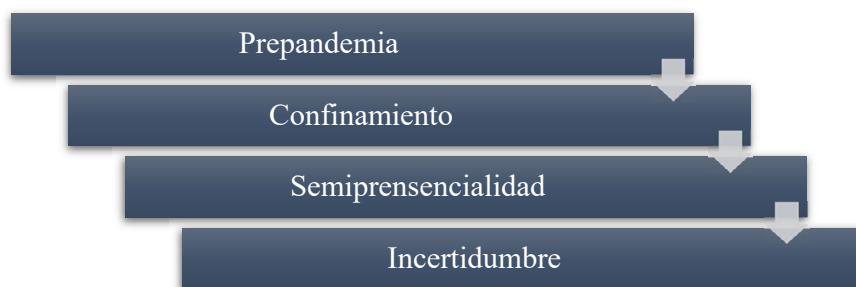 Prepandemia
Confinamiento
Semiprensencialidad
Incertidumbre